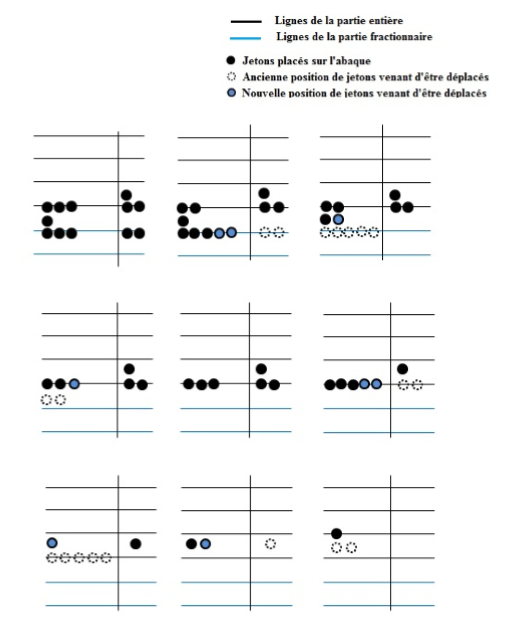 Lignes de la partie entière
Lignes de la partie fractionnaire
Jetons placés sur l'abaque
Ancienne position de jetons venant d'être déplacés
Nouvelle position de jetons venant d'être déplacés